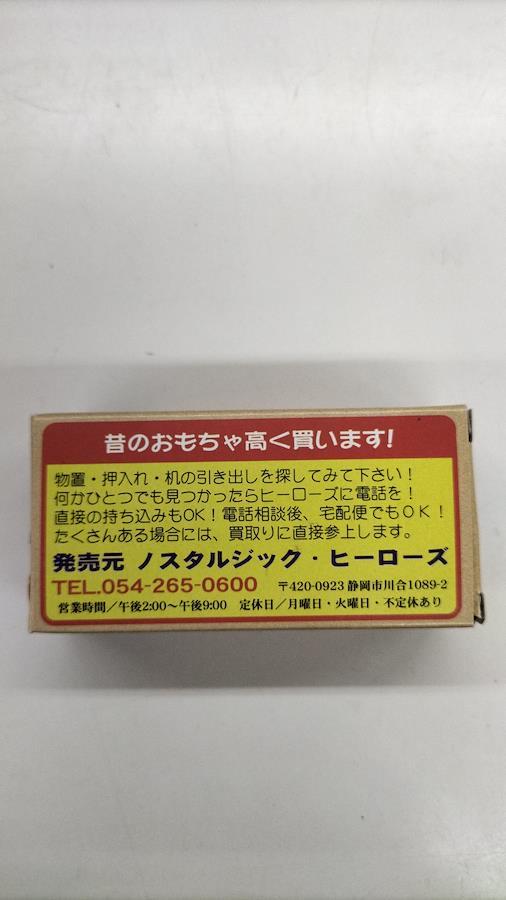 昔のおもちゃ高く買います!
物置・押入れ・机の引き出しを探してみて下さい!
何かひとつでも見つかったらヒーローズに電話を!
直接の持ち込みもOK!電話相談後、宅配便でもOK!
たくさんある場合には、買取りに直接参上します。
発売元 ノスタルジック・ヒーローズ
TEL.054-265-0600 〒420-0923 静岡市川合1089-2
営業時間/午後2:00〜午後9:00 定休日/月曜日・火曜日・不定休あり